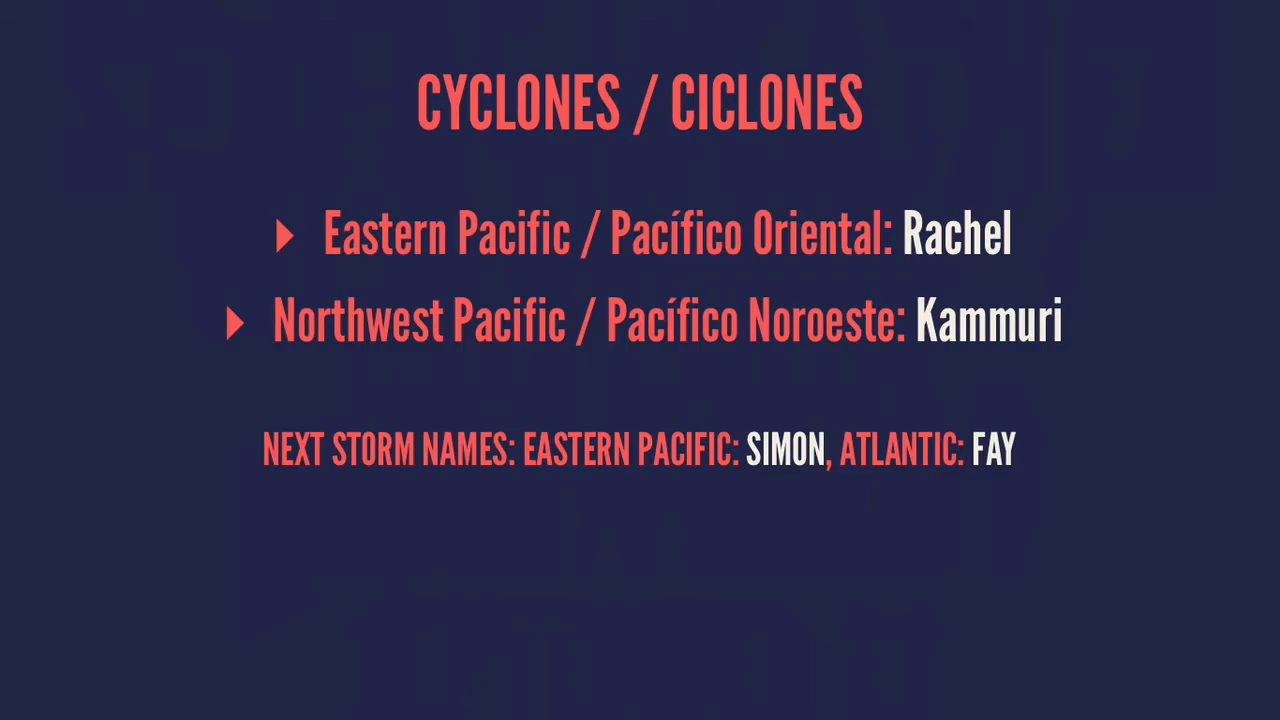 CYCLONES / CICLONES
Eastern Pacific / Pacífico Oriental: Rachel
Northwest Pacific / Pacífico Noroeste: Kammuri
NEXT STORM NAMES: EASTERN PACIFIC: SIMON, ATLANTIC: FAY